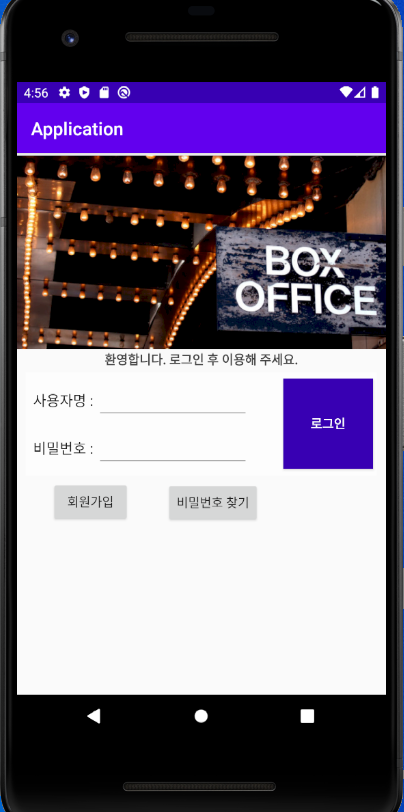 4:56
Application
BOX
OFFICE
환영합니다. 로그인 후 이용해 주세요.
사용자명 :
로그인
비밀번호 :
회원가입
비밀번호 찾기